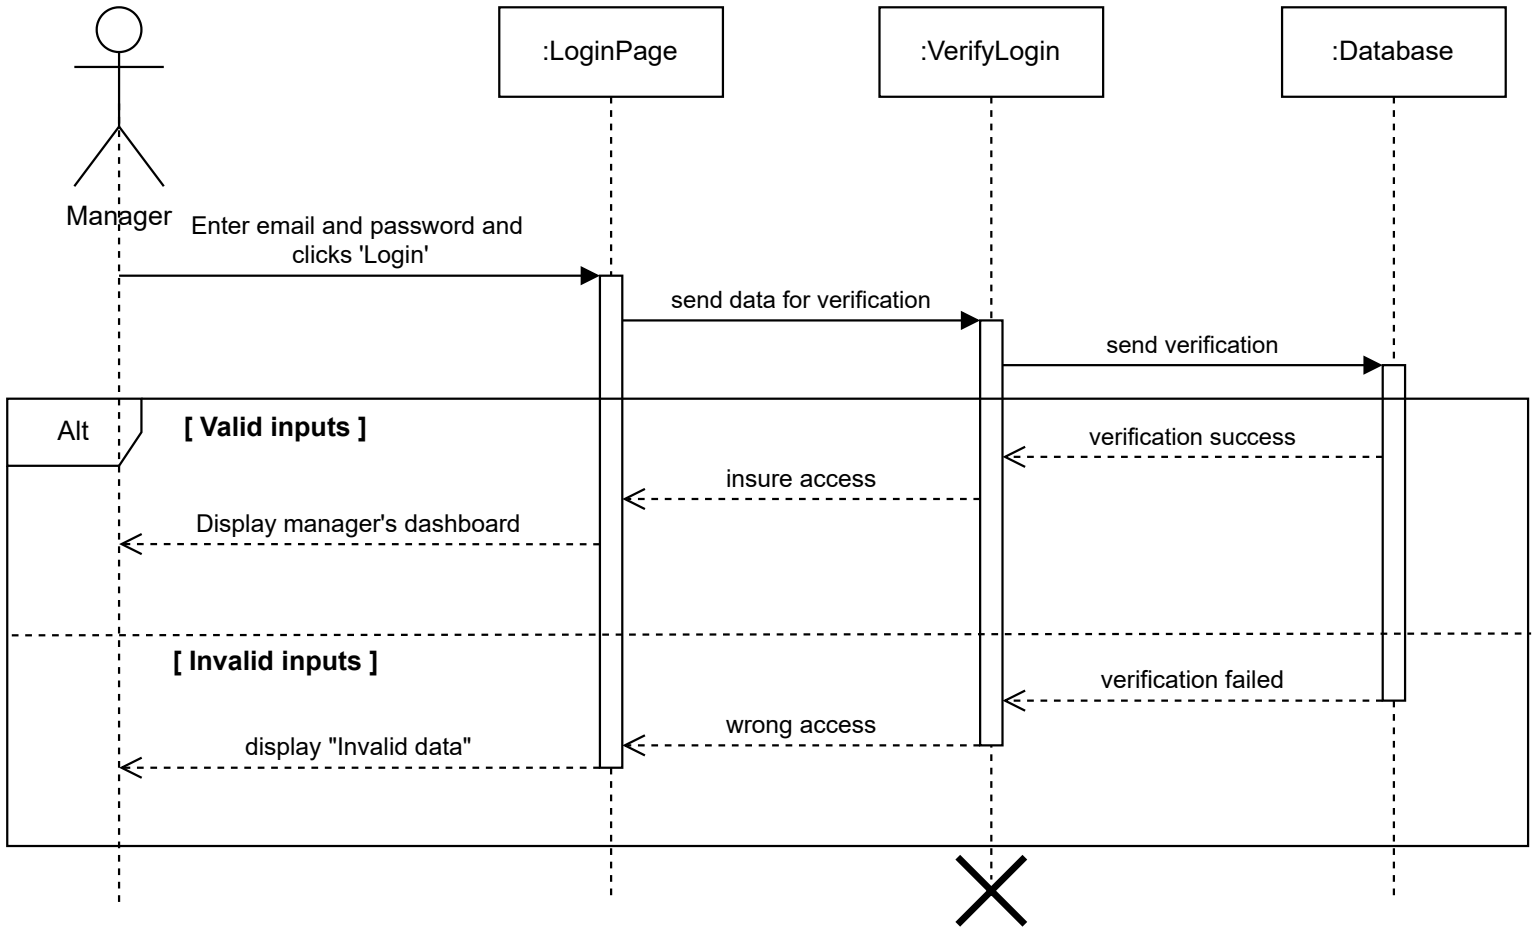 :LoginPage
:VerifyLogin
:Database
Manager
Enter email and password and
clicks 'Login'
send data for verification
send verification
Alt
[ Valid inputs ]
verification success
insure access
Display manager's dashboard
[ Invalid inputs ]
verification failed
wrong access
display "Invalid data"